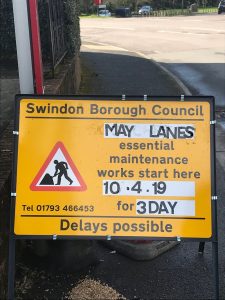 Swindon Borough Council
MAY LANES
essential
maintenance
works start here
10.4.19
Tel 01793 466453 for 3 DAY
Delays possible